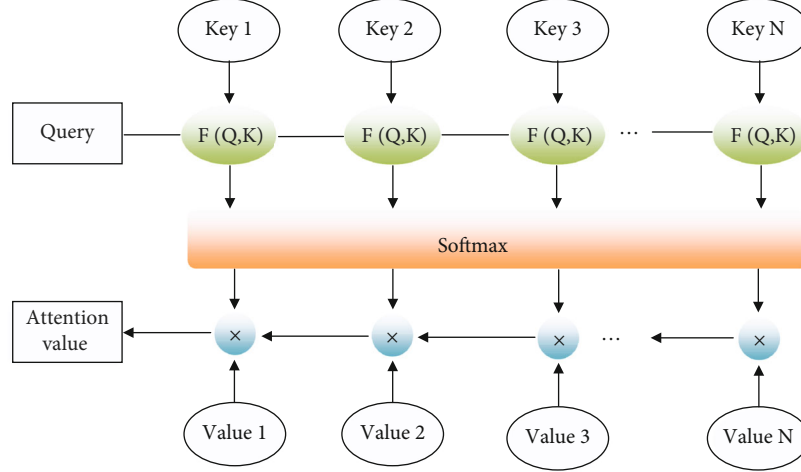 Key 1 Key 2 Key 3 Key N
Query F (Q,K) F (Q,K) F (Q,K) ... F (Q,K)
Softmax
Attention
value × × × ... ×
Value 1 Value 2 Value 3 Value N